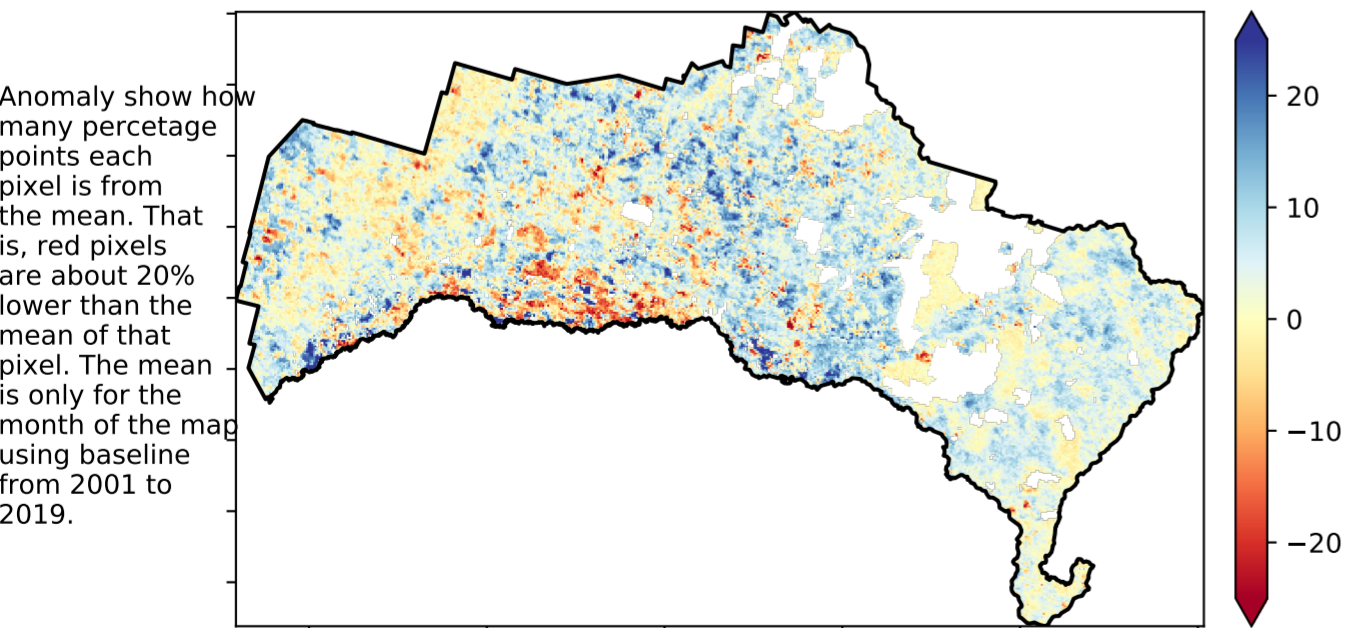 Anomaly show how
many percetage
points each
pixel is from
the mean. That
is, red pixels
are about 20%
lower than the
mean of that
pixel. The mean
is only for the
month of the map
using baseline
from 2001 to
2019.
20
10
0
−10
−20